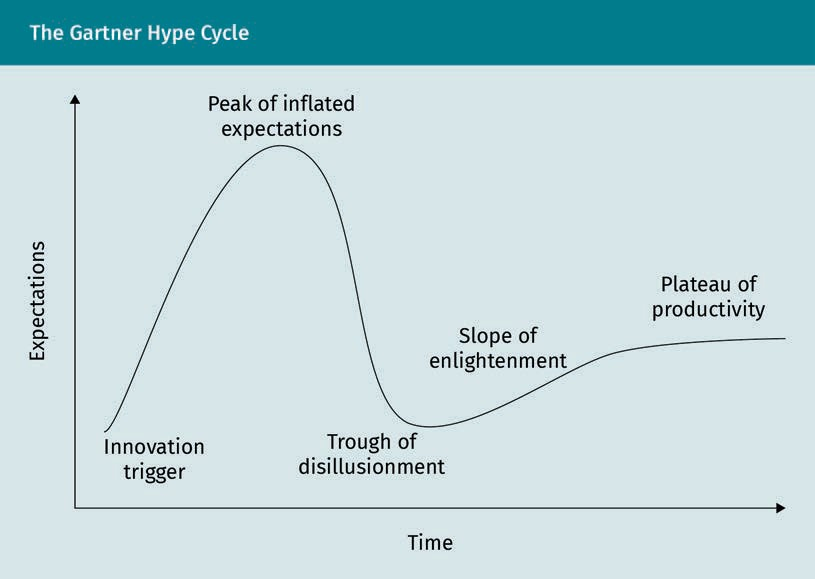 The Gartner Hype Cycle
Peak of inflated
expectations
Expectations
Plateau of
productivity
Slope of
enlightenment
Innovation
trigger
Trough of
disillusionment
Time